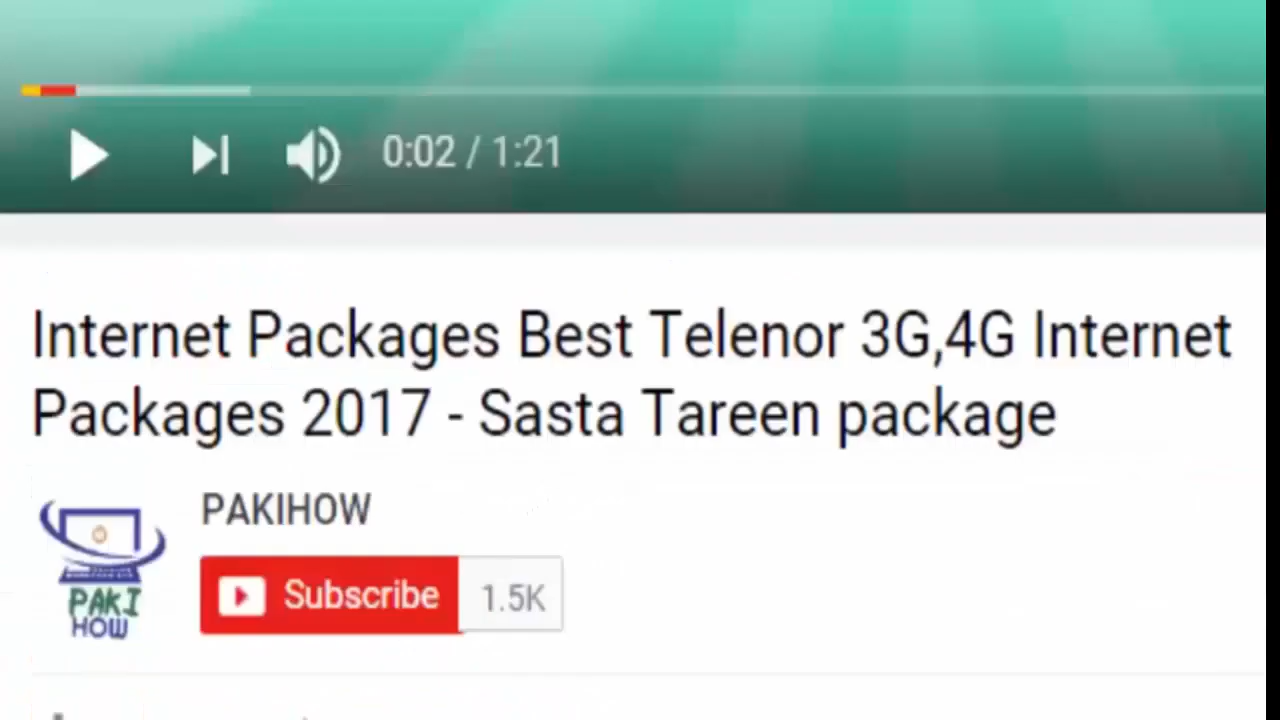 0:02 / 1:21
Internet Packages Best Telenor 3G,4G Internet
Packages 2017 - Sasta Tareen package
PAKIHOW
PAKI
HOW
Subscribe 1.5K